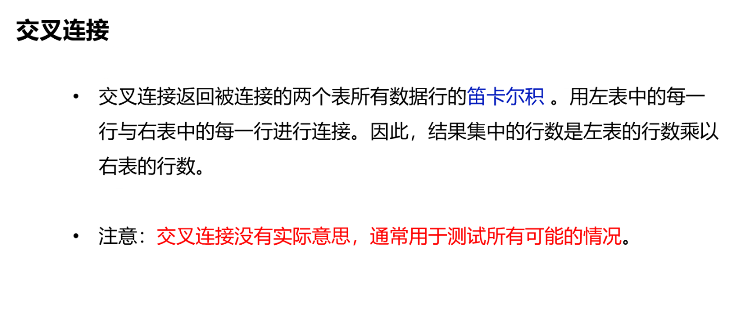 交叉连接
• 交叉连接返回被连接的两个表所有数据行的笛卡尔积 。用左表中的每一
行与右表中的每一行进行连接。因此，结果集中的行数是左表的行数乘以
右表的行数。
• 注意：交叉连接没有实际意思，通常用于测试所有可能的情况。